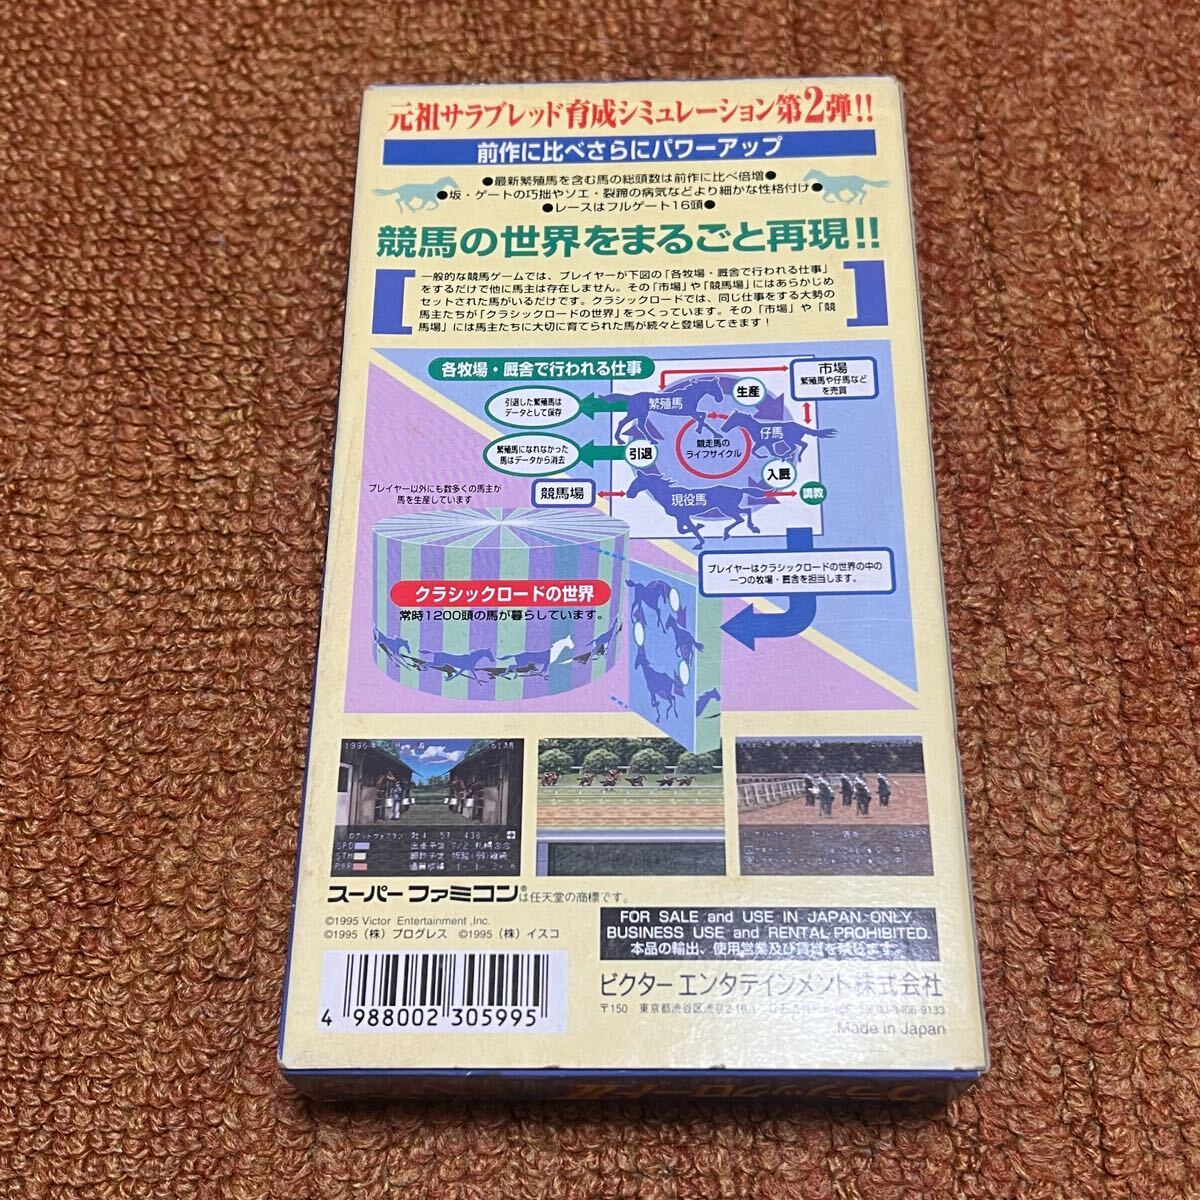 元祖サラブレッド育成シミュレーション第2弾!!
前作に比べさらにパワーアップ
●最新繁殖馬を含む馬の総頭数は前作に比べ倍増●
●坂・ゲートの巧拙やソエ・裂蹄の病気などより細かな性格付け●
●レースはフルゲート16頭●
競馬の世界をまるごと再現!!
一般的な競馬ゲームでは、プレイヤーが下図の「各牧場・厩舎で行われる仕事」
をするだけで他に馬主は存在しません。その「市場」や「競馬場」にはあらかじめ
セットされた馬がいるだけです。クラシックロードでは、同じ仕事をする大勢の
馬主たちが「クラシックロードの世界」をつくっています。その「市場」や「競
馬場」には馬主たちに大切に育てられた馬が続々と登場してきます!
各牧場・厩舎で行われる仕事
市場
繁殖馬や仔馬など
を売買
引退した繁殖馬は
データとして保存
繁殖馬
生産
仔馬
競走馬の
ライフサイクル
繁殖馬になれなかった
馬はデータから消去
引退
入厩
プレイヤー以外にも数多くの馬主が
馬を生産しています
競馬場
現役馬
調教
プレイヤーはクラシックロードの世界の中の
一つの牧場・厩舎を担当します。
クラシックロードの世界
常時1200頭の馬が暮らしています。
スーパーファミコン®は任天堂の商標です。
©1995 Victor Entertainment,Inc.
©1995(株)プログレス ©1995(株)イスコ
FOR SALE and USE IN JAPAN ONLY.
BUSINESS USE and RENTAL PROHIBITED.
本品の輸出、使用営業及び賃貸を禁じます。
ビクターエンタテインメント株式会社
〒150 東京都渋谷区渋谷2-16-1
Made in Japan
4 988002 305995